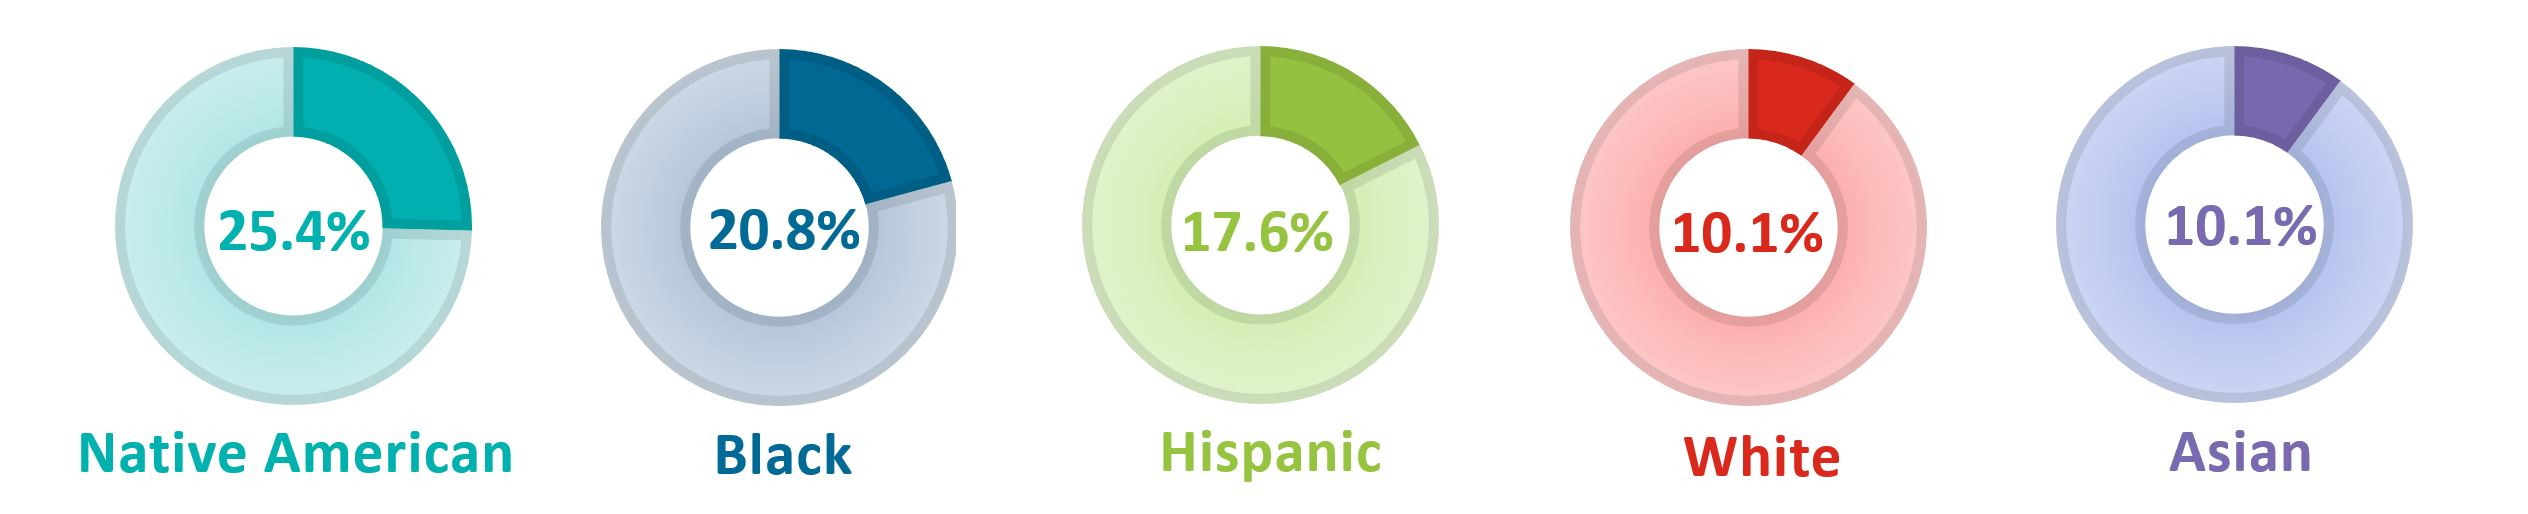 25.4%
20.8%
17.6%
10.1%
10.1%
Native American
Black
Hispanic
White
Asian